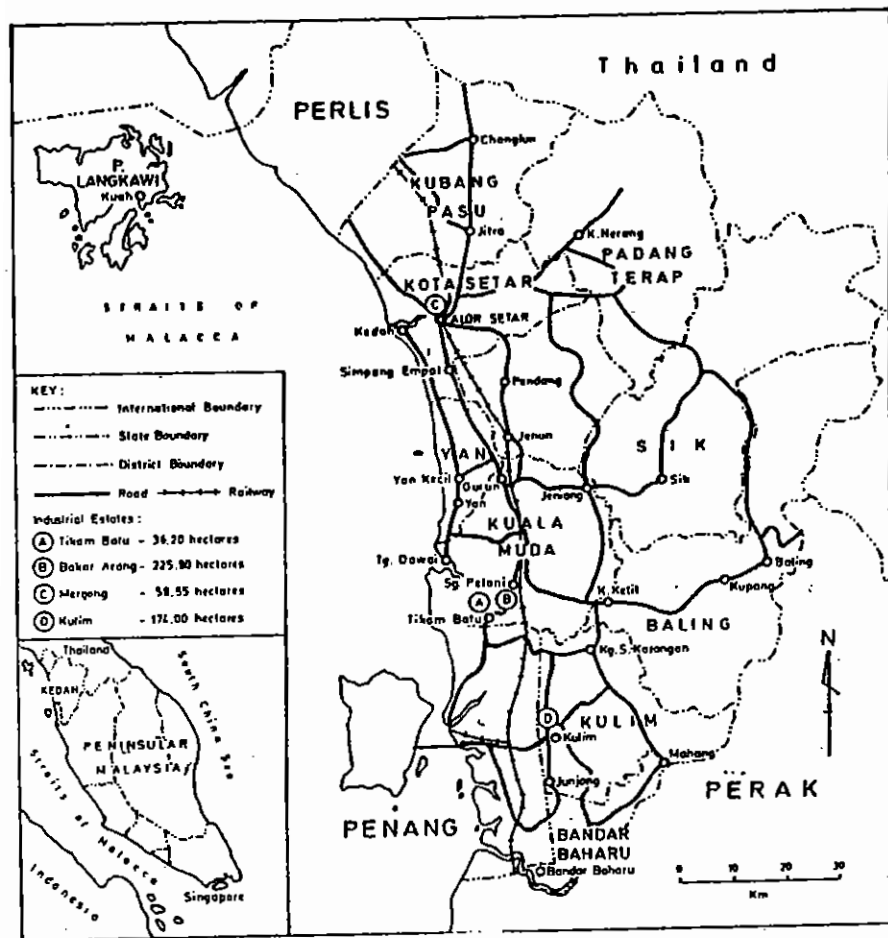 Thailand
PERLIS
Changlun
P.
LANGKAWI
Kuah
KUBANG
PASU
Jitra
K.Nerang
PADANG
TERAP
KOTA SETAR
STRAITS OF
MALACCA
C
ALOR SETAR
Kedah
Simpang Empat
Pendang
KEY :
International Boundary
State Boundary
District Boundary
Road Railway
Industrial Estates :
A Tikam Batu - 36.20 hectares
B Bakar Arang - 225.80 hectares
C Mergong - 58.55 hectares
D Kulim - 174.00 hectares
Jenun
SIK
YAN
Yan Kecil
Gurun
Jeniang
Sik
Yan
KUALA
MUDA
Tg. Dawai
Baling
Sg. Petani
Kupang
A
B
K. Ketil
Tikam Batu
BALING
Kg. S. Karangan
N
D
KULIM
Kulim
Mahang
Junjong
PERAK
PENANG
BANDAR
BAHARU
Bandar Baharu
0 10 20 30
Km
Thailand
KEDAH
South China Sea
PENINSULAR
MALAYSIA
Straits of Malacca
Indonesia
Singapore